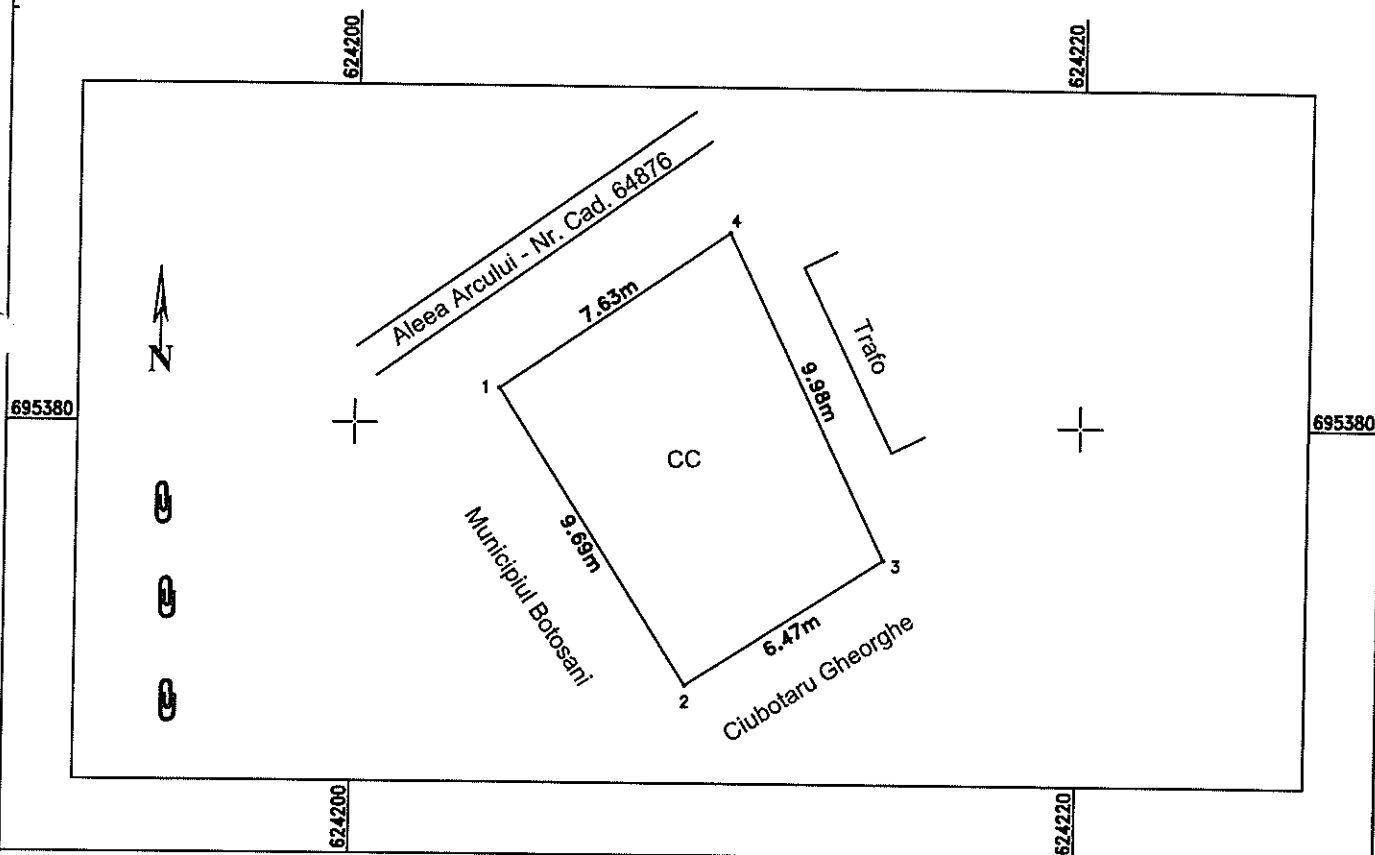 624200
624220
Aleea Arcului - Nr. Cad. 64876
4
7.63m
Trafo
N
1
9.98m
695380
695380
CC
9.69m
Municipiul Botosani
3
6.47m
Ciubotaru Gheorghe
2
624200
624220